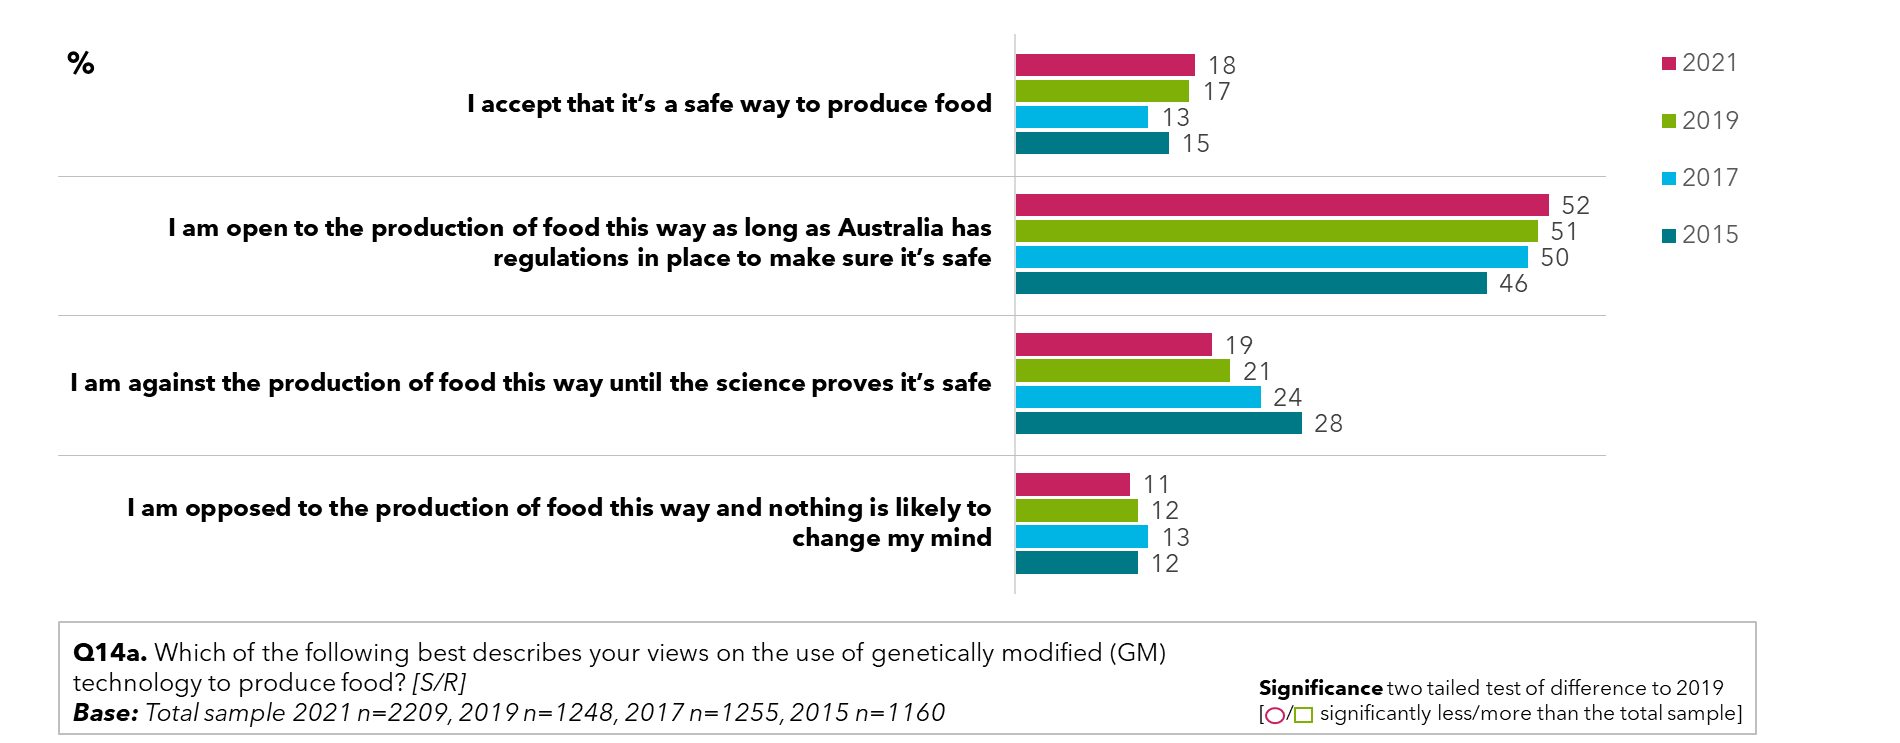 %
I accept that it’s a safe way to produce food
18
17
13
15
I am open to the production of food this way as long as Australia has
regulations in place to make sure it’s safe
52
51
50
46
I am against the production of food this way until the science proves it’s safe
19
21
24
28
I am opposed to the production of food this way and nothing is likely to
change my mind
11
12
13
12
2021
2019
2017
2015
Q14a. Which of the following best describes your views on the use of genetically modified (GM)
technology to produce food? [S/R]
Base: Total sample 2021 n=2209, 2019 n=1248, 2017 n=1255, 2015 n=1160
Significance two tailed test of difference to 2019
[○/□ significantly less/more than the total sample]